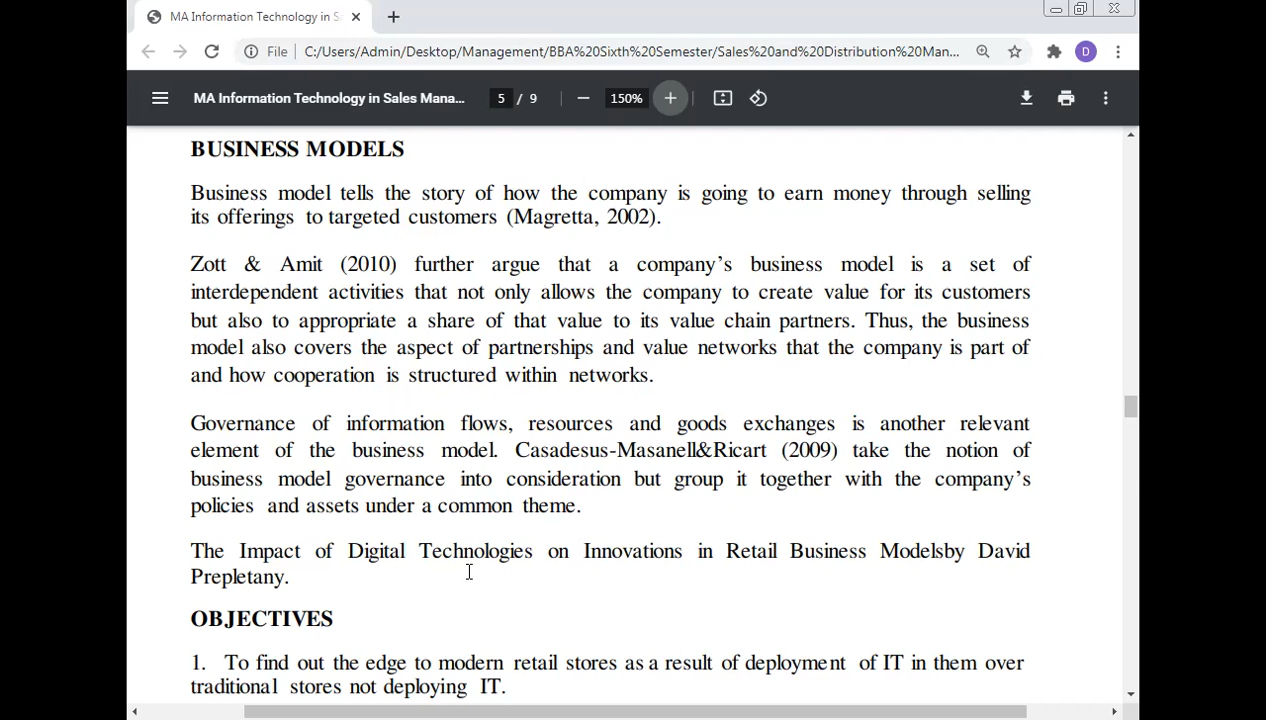 MA Information Technology in S
File C:/Users/Admin/Desktop/Management/BBA%20Sixth%20Semester/Sales%20and%20Distribution%20Man... D
MA Information Technology in Sales Mana... 5 / 9 150%
BUSINESS MODELS
Business model tells the story of how the company is going to earn money through selling
its offerings to targeted customers (Magretta, 2002).
Zott & Amit (2010) further argue that a company's business model is a set of
interdependent activities that not only allows the company to create value for its customers
but also to appropriate a share of that value to its value chain partners. Thus, the business
model also covers the aspect of partnerships and value networks that the company is part of
and how cooperation is structured within networks.
Governance of information flows, resources and goods exchanges is another relevant
element of the business model. Casadesus-Masanell&Ricart (2009) take the notion of
business model governance into consideration but group it together with the company's
policies and assets under a common theme.
The Impact of Digital Technologies on Innovations in Retail Business Modelsby David
Prepletany.
OBJECTIVES
1. To find out the edge to modern retail stores as a result of deployment of IT in them over
traditional stores not deploying IT.